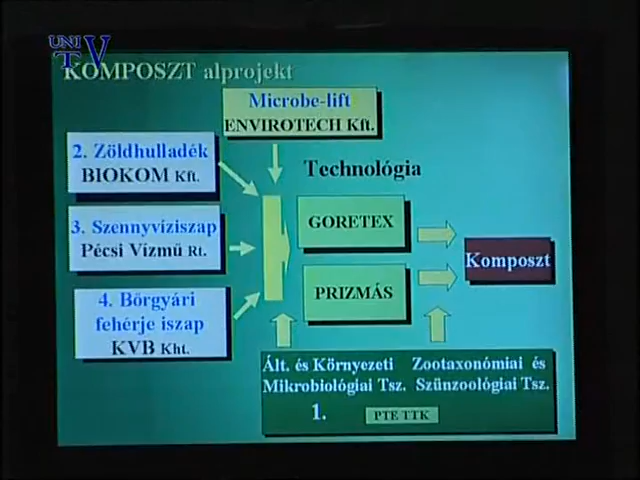 UNI
TV
KOMPOSZT alprojekt
Microbe-lift
ENVIROTECH Kft.
2. Zöldhulladék
BIOKOM Kft.
Technológia
3. Szennyvíziszap
Pécsi Vízmű Rt.
GORETEX
Komposzt
4. Bőrgyári
fehérje iszap
KVB Kht.
PRIZMÁS
Ált. és Környezeti
Mikrobiológiai Tsz.
Zootaxonómiai és
Szünzoológiai Tsz.
1.
PTE TTK